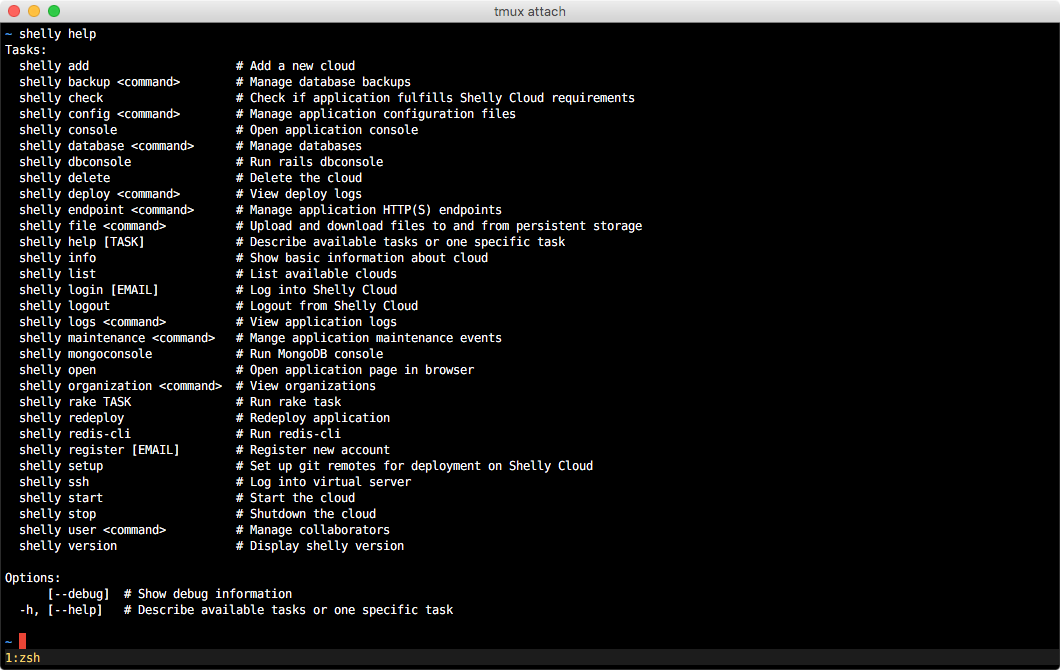 tmux attach
~ shelly help
Tasks:
  shelly add                     # Add a new cloud
  shelly backup <command>        # Manage database backups
  shelly check                   # Check if application fulfills Shelly Cloud requirements
  shelly config <command>        # Manage application configuration files
  shelly console                 # Open application console
  shelly database <command>      # Manage databases
  shelly dbconsole               # Run rails dbconsole
  shelly delete                  # Delete the cloud
  shelly deploy <command>        # View deploy logs
  shelly endpoint <command>      # Manage application HTTP(S) endpoints
  shelly file <command>          # Upload and download files to and from persistent storage
  shelly help [TASK]             # Describe available tasks or one specific task
  shelly info                    # Show basic information about cloud
  shelly list                    # List available clouds
  shelly login [EMAIL]           # Log into Shelly Cloud
  shelly logout                  # Logout from Shelly Cloud
  shelly logs <command>          # View application logs
  shelly maintenance <command>   # Mange application maintenance events
  shelly mongoconsole            # Run MongoDB console
  shelly open                    # Open application page in browser
  shelly organization <command>  # View organizations
  shelly rake TASK               # Run rake task
  shelly redeploy                # Redeploy application
  shelly redis-cli               # Run redis-cli
  shelly register [EMAIL]        # Register new account
  shelly setup                   # Set up git remotes for deployment on Shelly Cloud
  shelly ssh                     # Log into virtual server
  shelly start                   # Start the cloud
  shelly stop                    # Shutdown the cloud
  shelly user <command>          # Manage collaborators
  shelly version                 # Display shelly version

Options:
      [--debug]  # Show debug information
  -h, [--help]   # Describe available tasks or one specific task

~
1:zsh